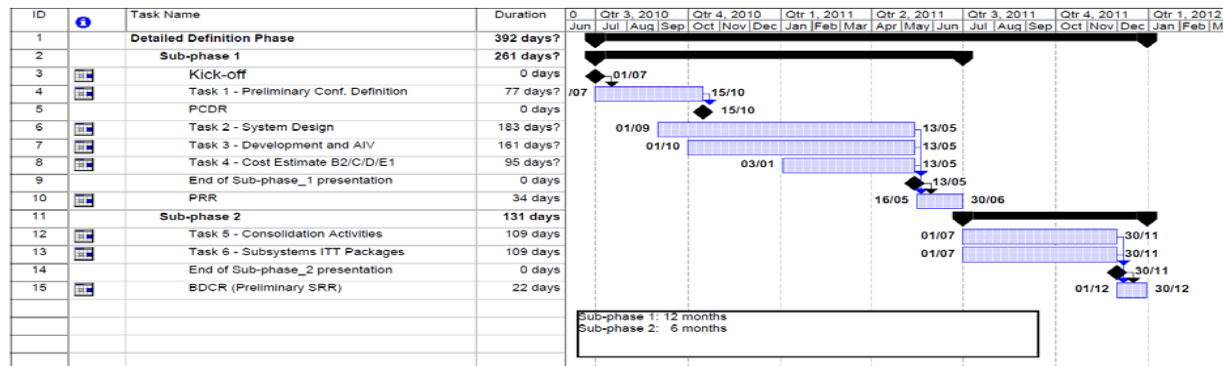 ID Task Name Duration 0 Qtr 3, 2010 Qtr 4, 2010 Qtr 1, 2011 Qtr 2, 2011 Qtr 3, 2011 Qtr 4, 2011 Qtr 1, 2012
Jun Jul Aug Sep Oct Nov Dec Jan Feb Mar Apr May Jun Jul Aug Sep Oct Nov Dec Jan Feb M
1 Detailed Definition Phase 392 days?
2 Sub-phase 1 261 days?
3 Kick-off 0 days 01/07
4 Task 1 - Preliminary Conf. Definition 77 days? /07 15/10
5 PCDR 0 days 15/10
6 Task 2 - System Design 183 days? 01/09 13/05
7 Task 3 - Development and AIV 161 days? 01/10 13/05
8 Task 4 - Cost Estimate B2/C/D/E1 95 days? 03/01 13/05
9 End of Sub-phase_1 presentation 0 days 13/05
10 PRR 34 days 16/05 30/06
11 Sub-phase 2 131 days
12 Task 5 - Consolidation Activities 109 days 01/07 30/11
13 Task 6 - Subsystems ITT Packages 109 days 01/07 30/11
14 End of Sub-phase_2 presentation 0 days 30/11
15 BDCR (Preliminary SRR) 22 days 01/12 30/12
Sub-phase 1: 12 months
Sub-phase 2: 6 months